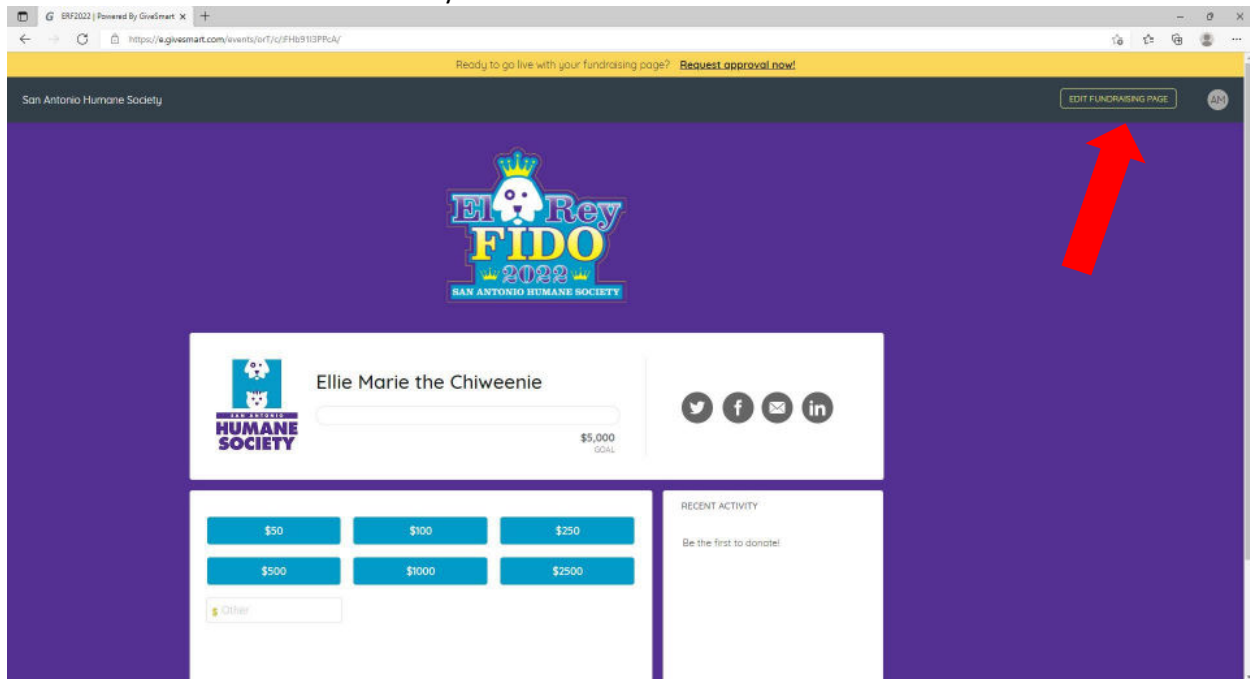 ERF2022 | Powered By GiveSmart
https://e.givesmart.com/events/orT/c/
Ready to go live with your fundraising page? Request approval now!
San Antonio Humane Society
EDIT FUNDRAISING PAGE
AM
El Rey
FIDO
2022
SAN ANTONIO HUMANE SOCIETY
SAN ANTONIO
HUMANE
SOCIETY
Ellie Marie the Chiweenie
$5,000
GOAL
$50 $100 $250
$500 $1000 $2500
$ Other
RECENT ACTIVITY
Be the first to donate!